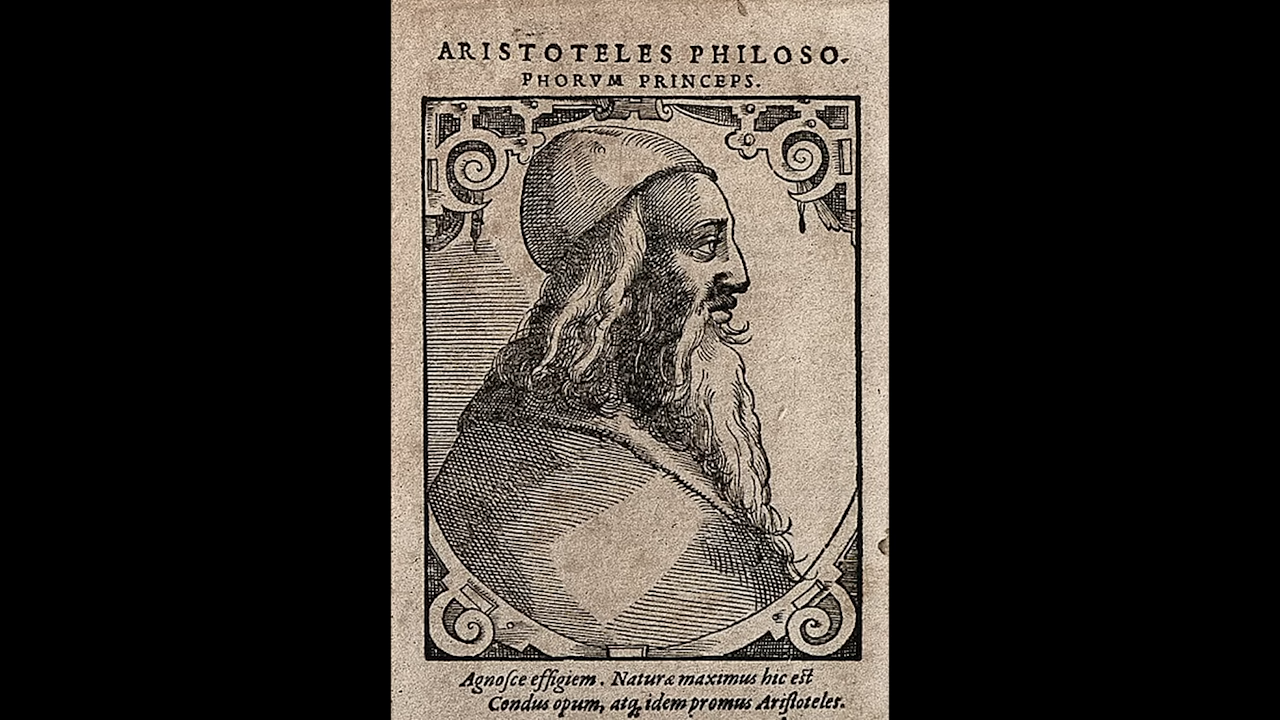 ARISTOTELES PHILOSO.
PHORVM PRINCEPS.
Agnoſce effigiem. Naturæ maximus hic est
Condus opum, atq; idem promus Ariſtoteles.